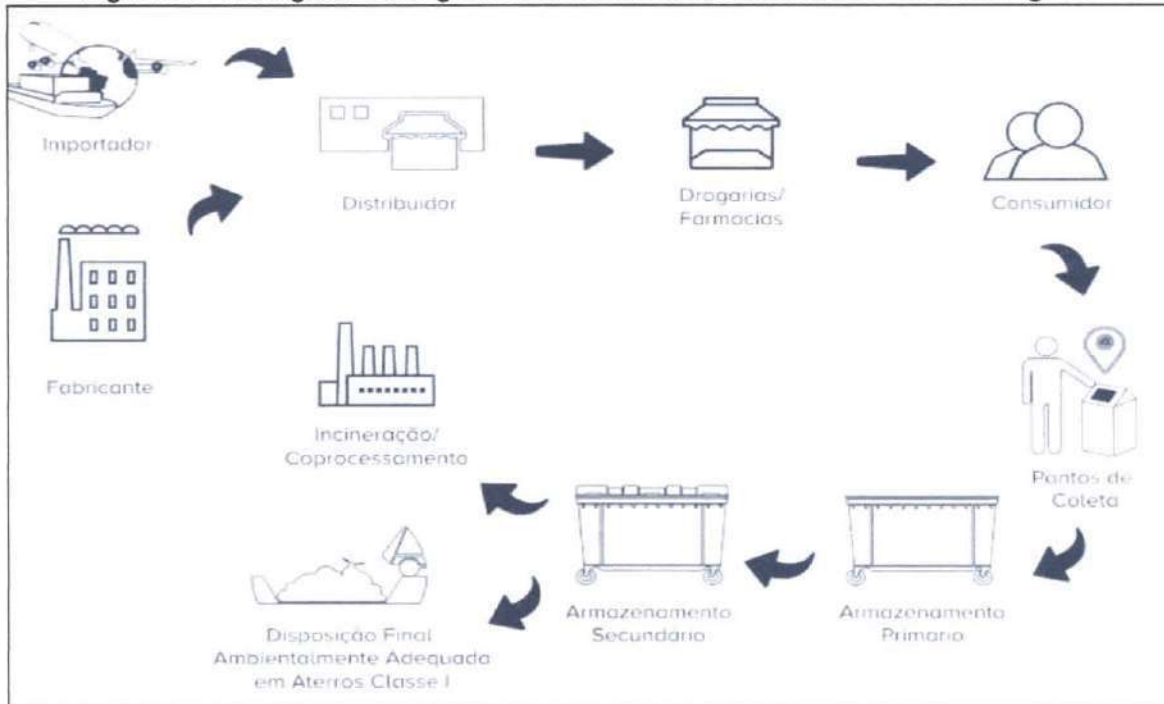 Importador
Distribuidor
Drogarias/
Farmacias
Consumidor
Fabricante
Incineração/
Coprocessamento
Pontos de
Coleta
Armazenamento
Secundário
Armazenamento
Primario
Disposição Final
Ambientalmente Adequada
em Aterros Classe I